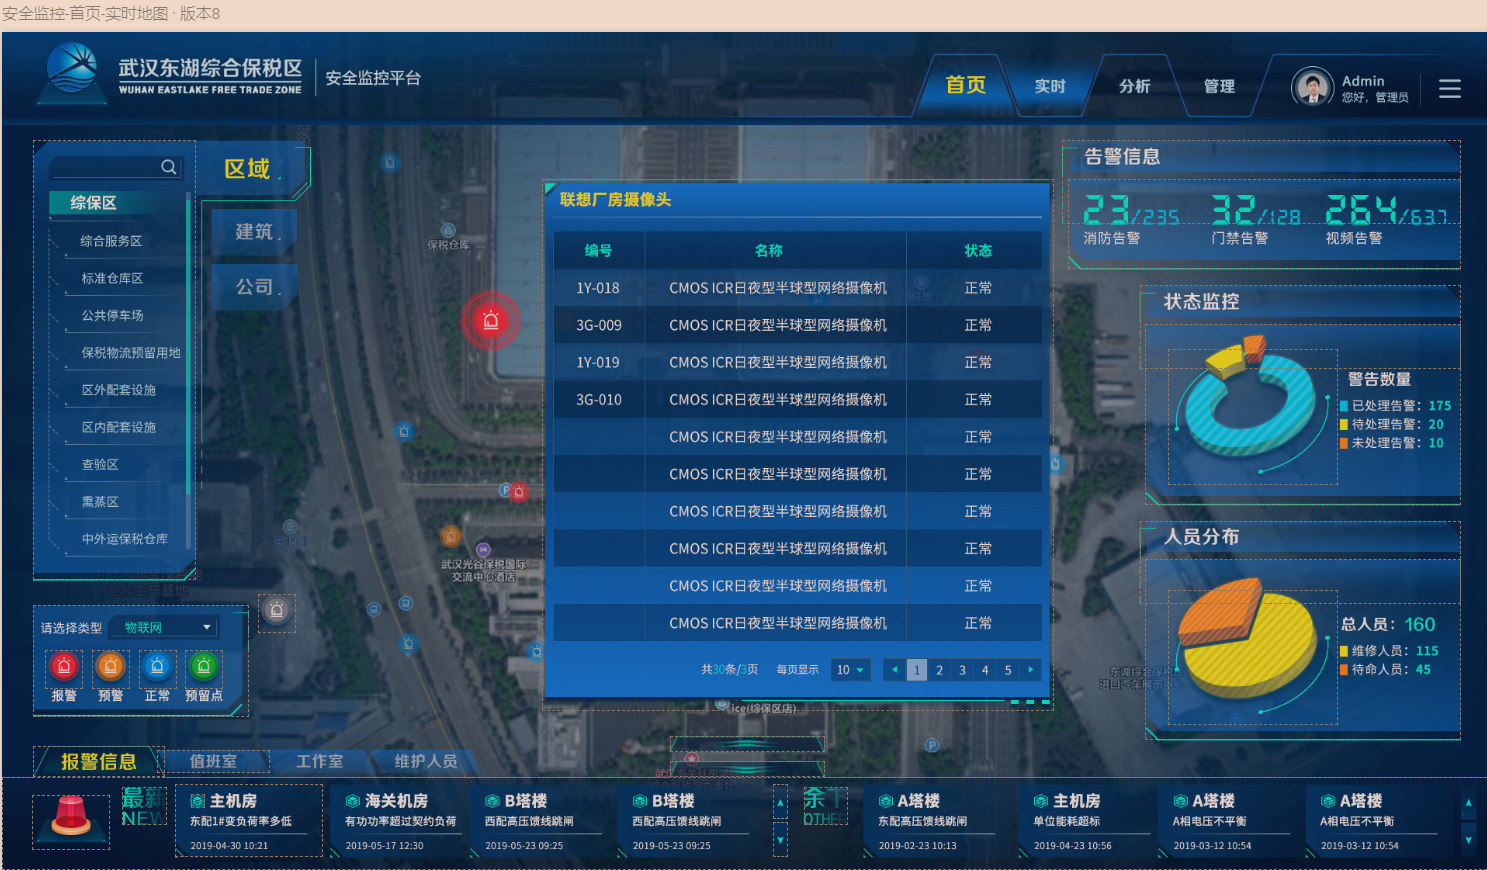 安全监控-首页-实时地图 · 版本8
武汉东湖综合保税区
WUHAN EASTLAKE FREE TRADE ZONE
安全监控平台
首页
实时
分析
管理
Admin
您好，管理员
区域
建筑
公司
综保区
综合服务区
标准仓库区
公共停车场
保税物流预留用地
区外配套设施
区内配套设施
查验区
熏蒸区
中外运保税仓库
保税仓库
武汉光谷保税国际
交流中心酒店
请选择类型
物联网
报警
预警
正常
预留点
联想厂房摄像头
编号 名称 状态
1Y-018 CMOS ICR日夜型半球型网络摄像机 正常
3G-009 CMOS ICR日夜型半球型网络摄像机 正常
1Y-019 CMOS ICR日夜型半球型网络摄像机 正常
3G-010 CMOS ICR日夜型半球型网络摄像机 正常
CMOS ICR日夜型半球型网络摄像机 正常
CMOS ICR日夜型半球型网络摄像机 正常
CMOS ICR日夜型半球型网络摄像机 正常
CMOS ICR日夜型半球型网络摄像机 正常
CMOS ICR日夜型半球型网络摄像机 正常
CMOS ICR日夜型半球型网络摄像机 正常
共30条/3页 每页显示 10 1 2 3 4 5
ice(综保区店)
告警信息
23/235
消防告警
32/128
门禁告警
264/637
视频告警
状态监控
警告数量
已处理告警：175
待处理告警：20
未处理告警：10
人员分布
总人员：160
维修人员：115
待命人员：45
报警信息
值班室
工作室
维护人员
最新
NEW
主机房
东配1#变负荷率多低
2019-04-30 10:21
海关机房
有功功率超过契约负荷
2019-05-17 12:30
B塔楼
西配高压馈线跳闸
2019-05-23 09:25
B塔楼
西配高压馈线跳闸
2019-05-23 09:25
余下
OTHE
A塔楼
东配高压馈线跳闸
2019-02-23 10:13
主机房
单位能耗超标
2019-04-23 10:56
A塔楼
A相电压不平衡
2019-03-12 10:54
A塔楼
A相电压不平衡
2019-03-12 10:54